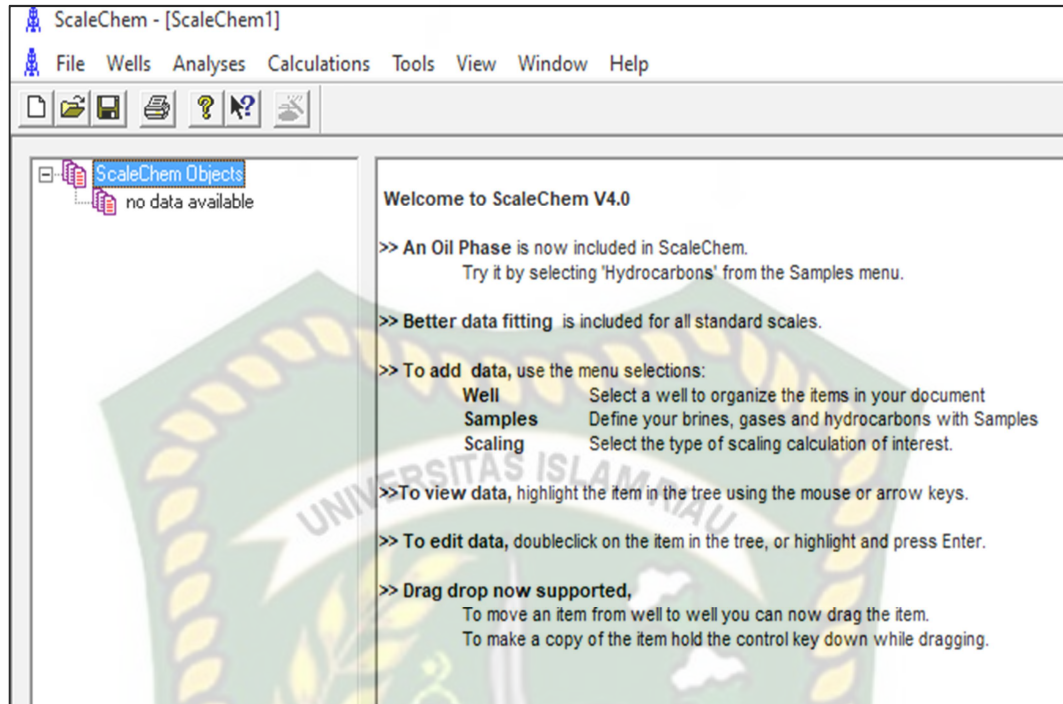 ScaleChem - [ScaleChem1]
File Wells Analyses Calculations Tools View Window Help
ScaleChem Objects
no data available
Welcome to ScaleChem V4.0
>> An Oil Phase is now included in ScaleChem.
Try it by selecting 'Hydrocarbons' from the Samples menu.
>> Better data fitting is included for all standard scales.
>> To add data, use the menu selections:
Well Select a well to organize the items in your document
Samples Define your brines, gases and hydrocarbons with Samples
Scaling Select the type of scaling calculation of interest.
UNIVERSITAS ISLAM RIAU
>>To view data, highlight the item in the tree using the mouse or arrow keys.
>> To edit data, doubleclick on the item in the tree, or highlight and press Enter.
>> Drag drop now supported,
To move an item from well to well you can now drag the item.
To make a copy of the item hold the control key down while dragging.